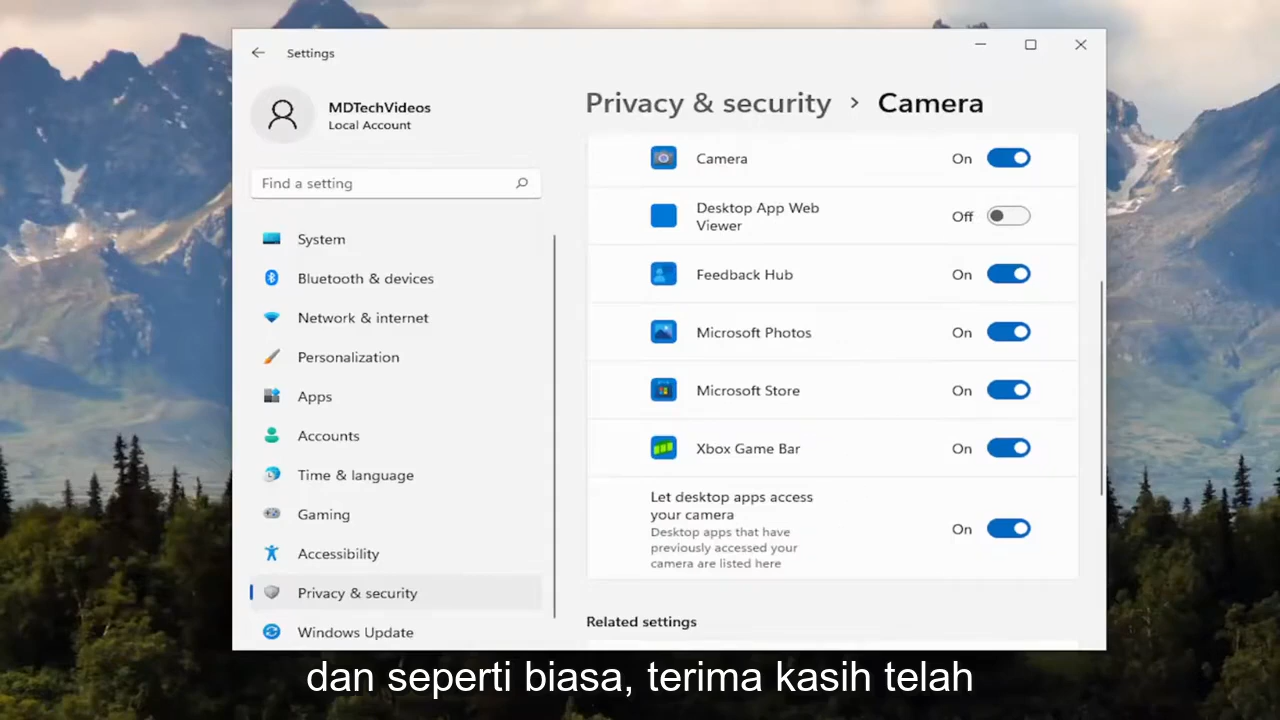 Settings
MDTechVideos
Local Account
Find a setting
System
Bluetooth & devices
Network & internet
Personalization
Apps
Accounts
Time & language
Gaming
Accessibility
Privacy & security
Windows Update
Privacy & security › Camera
Camera On
Desktop App Web
Viewer
Off
Feedback Hub On
Microsoft Photos On
Microsoft Store On
Xbox Game Bar On
Let desktop apps access
your camera
Desktop apps that have
previously accessed your
camera are listed here
On
Related settings
dan seperti biasa, terima kasih telah